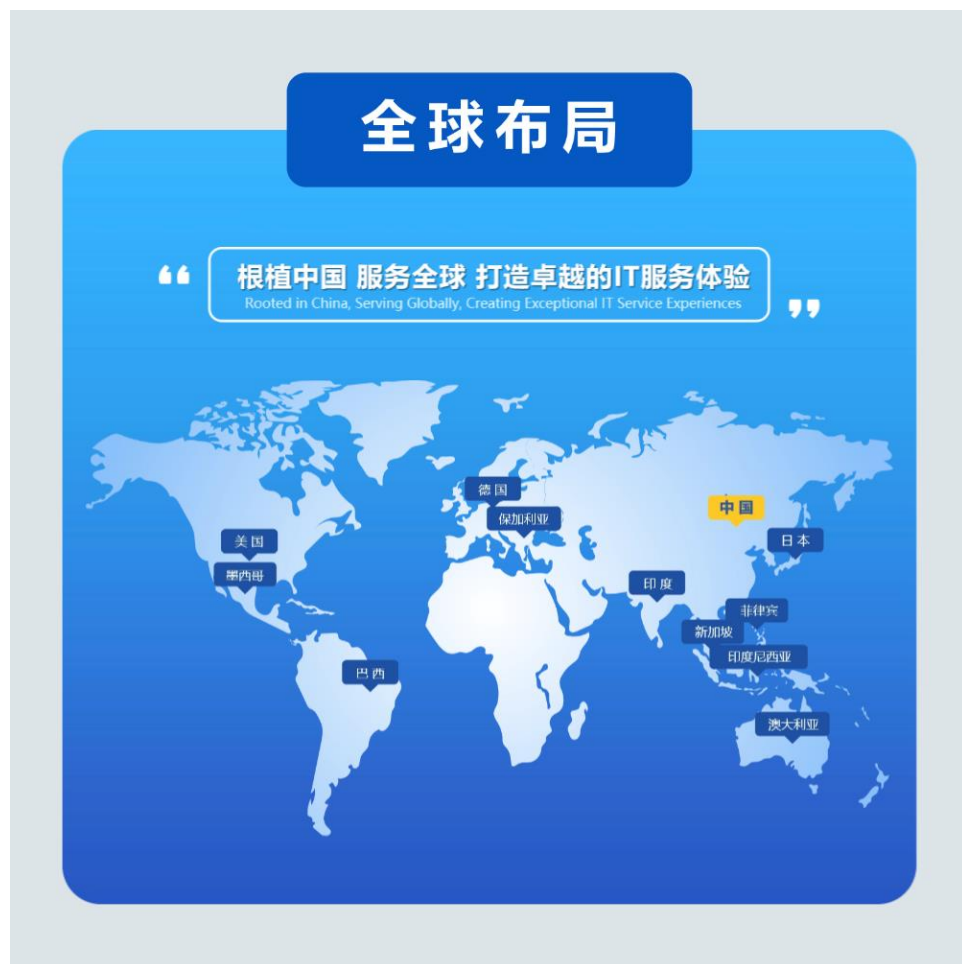 全球布局
“ 根植中国 服务全球 打造卓越的IT服务体验
Rooted in China, Serving Globally, Creating Exceptional IT Service Experiences ”
德国
中国
保加利亚
美国
日本
墨西哥
印度
菲律宾
新加坡
印度尼西亚
巴西
澳大利亚